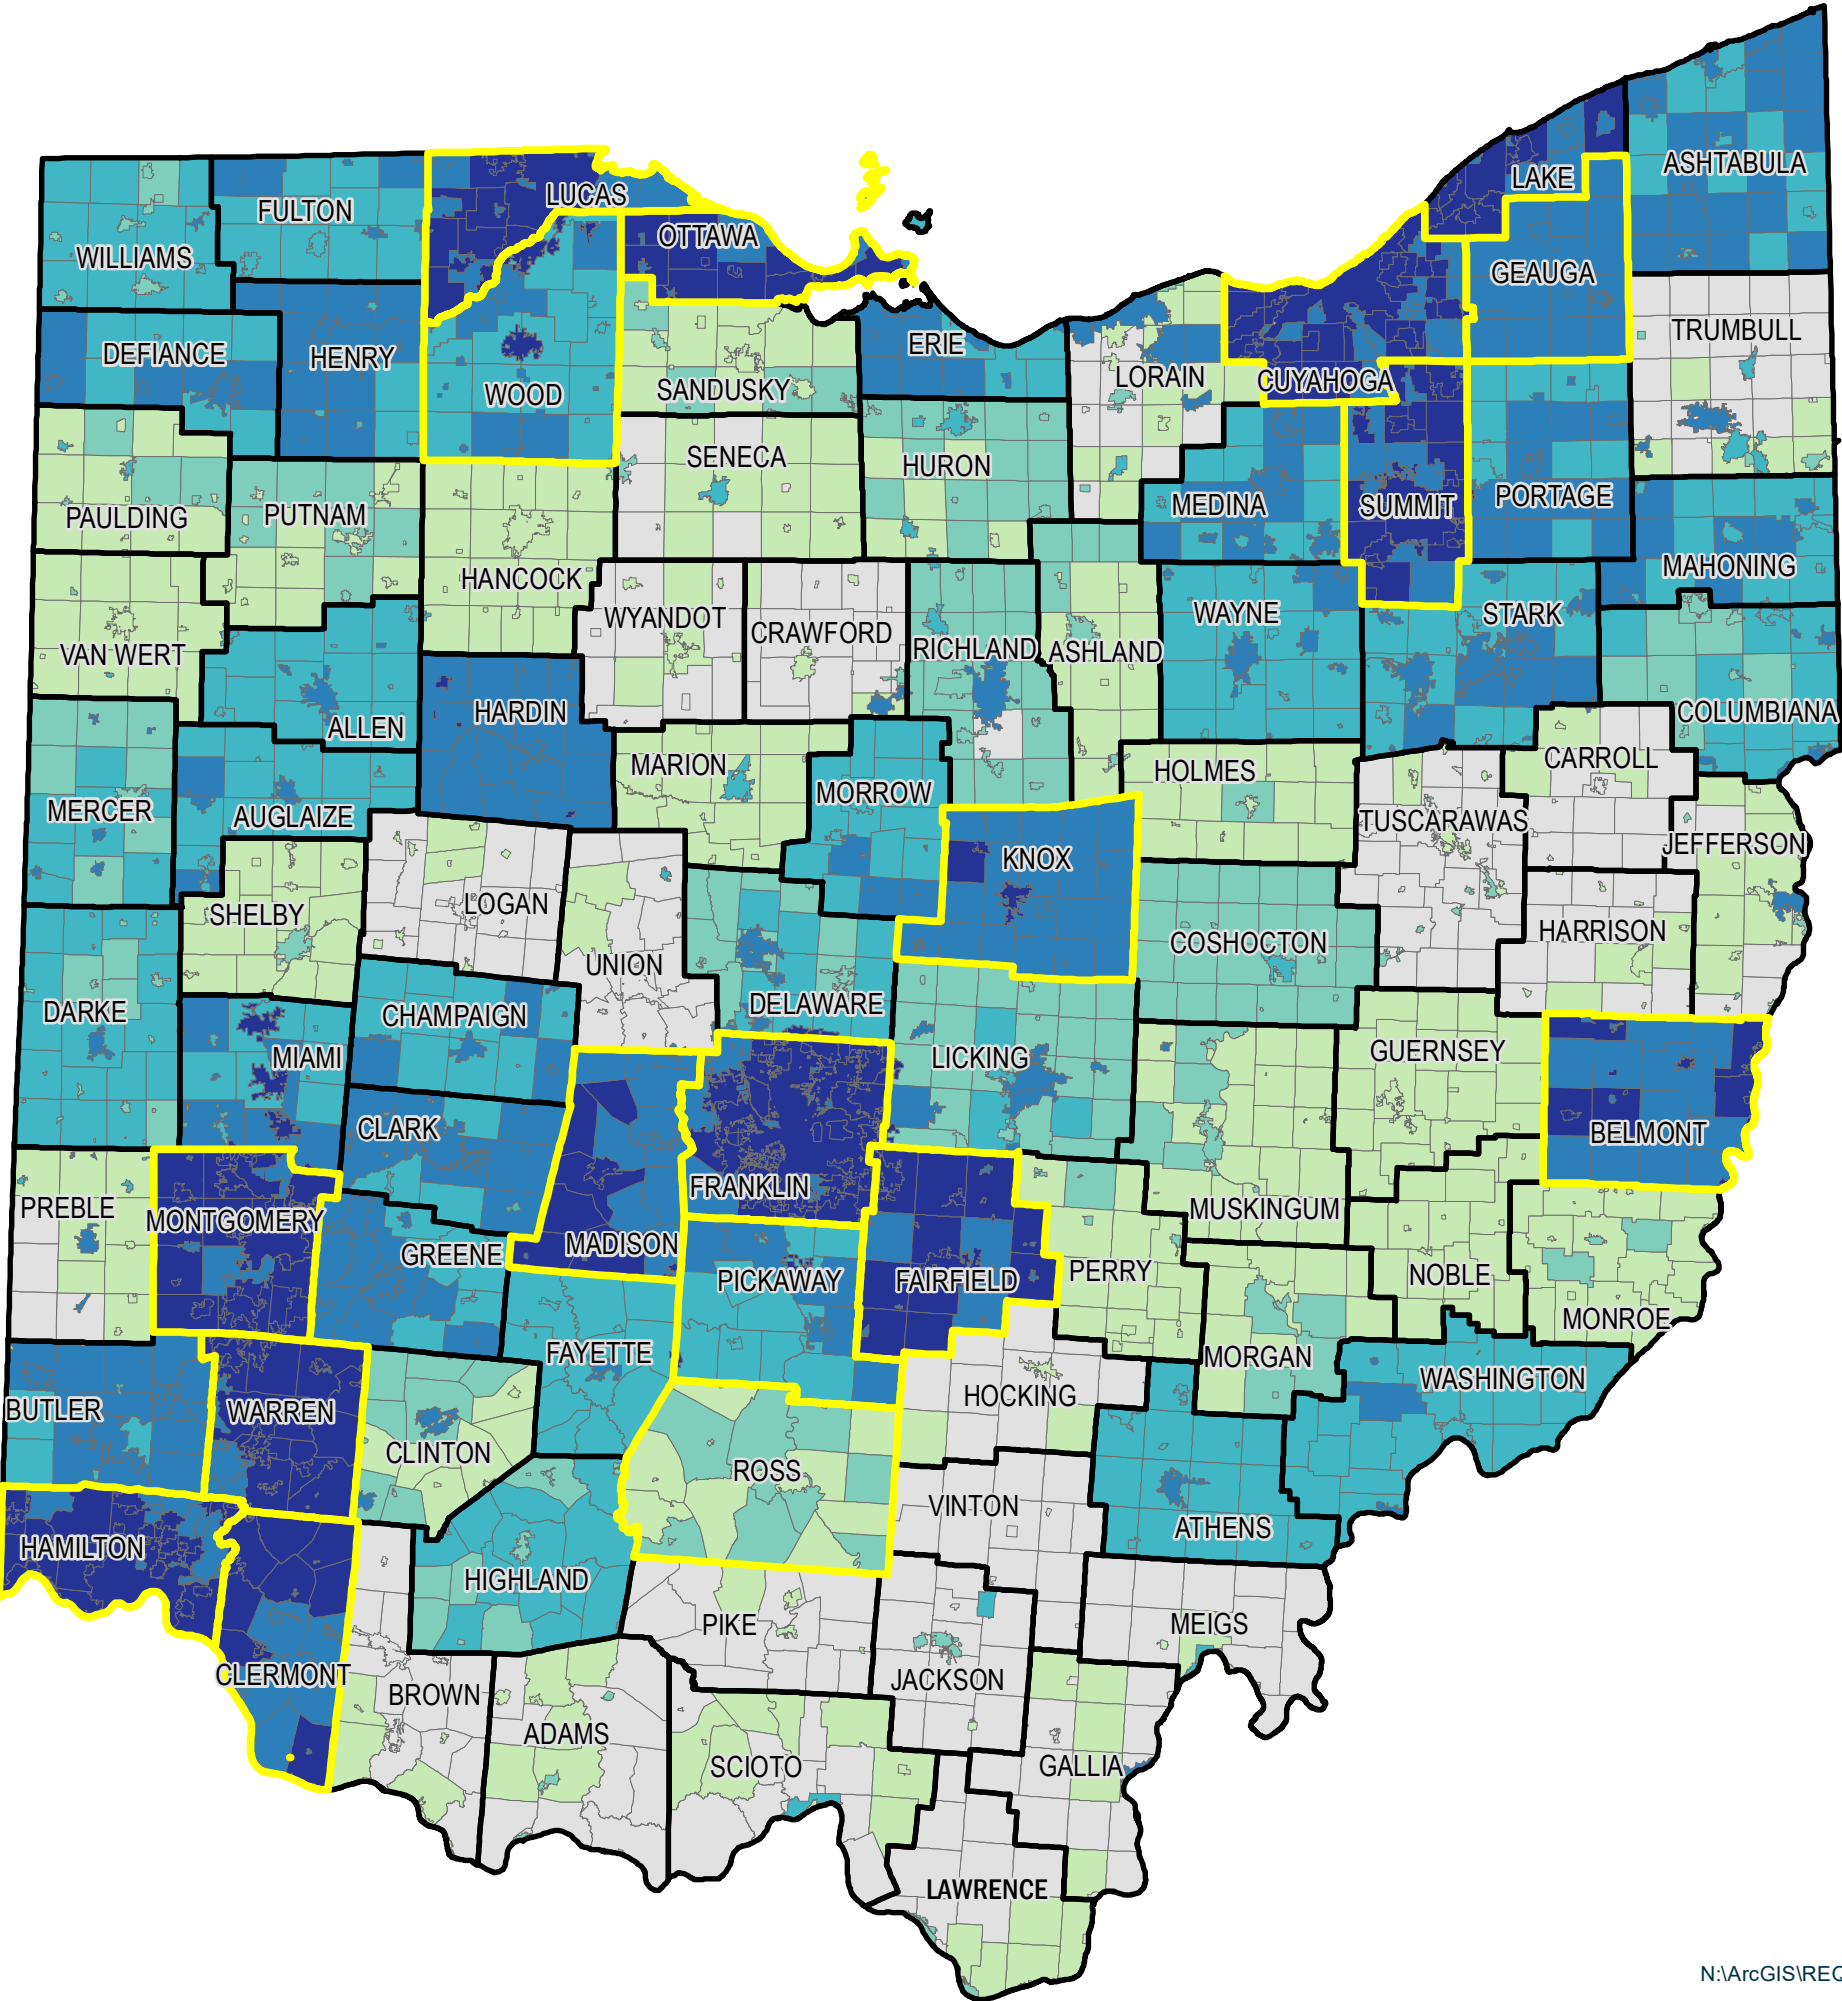 ASHTABULA
LAKE
LUCAS
FULTON
OTTAWA
WILLIAMS
GEAUGA
TRUMBULL
ERIE
DEFIANCE
HENRY
LORAIN
CUYAHOGA
WOOD
SANDUSKY
SENECA
HURON
MEDINA
SUMMIT
PORTAGE
PAULDING
PUTNAM
MAHONING
HANCOCK
WYANDOT
CRAWFORD
WAYNE
STARK
RICHLAND
ASHLAND
VAN WERT
HARDIN
ALLEN
COLUMBIANA
CARROLL
MARION
HOLMES
MORROW
MERCER
AUGLAIZE
TUSCARAWAS
JEFFERSON
KNOX
LOGAN
SHELBY
HARRISON
COSHOCTON
UNION
DELAWARE
DARKE
CHAMPAIGN
MIAMI
LICKING
GUERNSEY
CLARK
BELMONT
FRANKLIN
PREBLE
MUSKINGUM
MONTGOMERY
MADISON
GREENE
PICKAWAY
FAIRFIELD
PERRY
NOBLE
MONROE
FAYETTE
MORGAN
WASHINGTON
HOCKING
BUTLER
WARREN
CLINTON
ROSS
VINTON
ATHENS
HAMILTON
HIGHLAND
PIKE
MEIGS
CLERMONT
JACKSON
BROWN
ADAMS
SCIOTO
GALLIA
LAWRENCE
N:\ArcGIS\REQ